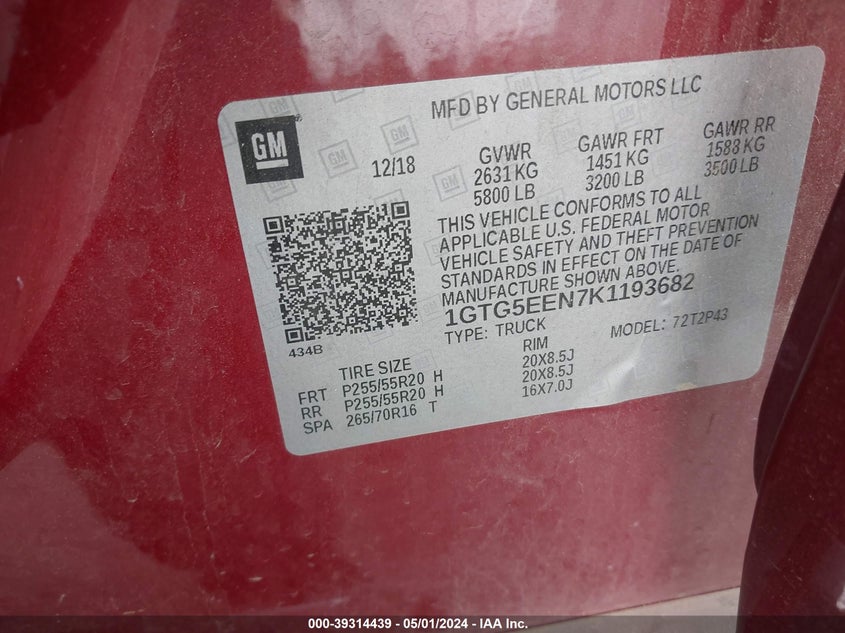 MFD BY GENERAL MOTORS LLC
GM
12/18
GVWR
2631 KG
5800 LB
GAWR FRT
1451 KG
3200 LB
GAWR RR
1588 KG
3500 LB
THIS VEHICLE CONFORMS TO ALL
APPLICABLE U.S. FEDERAL MOTOR
VEHICLE SAFETY AND THEFT PREVENTION
STANDARDS IN EFFECT ON THE DATE OF
MANUFACTURE SHOWN ABOVE.
1GTG5EEN7K1193682
TYPE: TRUCK MODEL: 72T2P43
434B
TIRE SIZE RIM
FRT P255/55R20 H 20X8.5J
RR P255/55R20 H 20X8.5J
SPA 265/70R16 T 16X7.0J
000-39314439 - 05/01/2024 - IAA Inc.